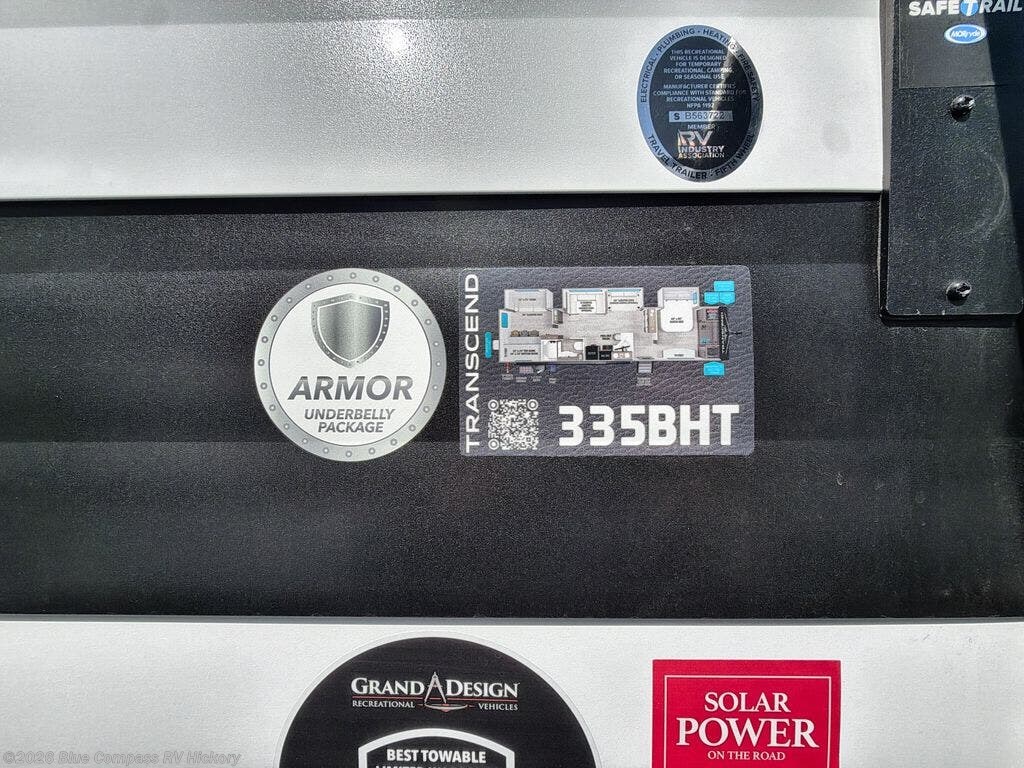 SAFETRAIL
MORryde
ELECTRICAL • PLUMBING • HEATING • FIRE SAFETY
THIS RECREATIONAL
VEHICLE IS DESIGNED
FOR TEMPORARY
RECREATIONAL, CAMPING,
OR SEASONAL USE
MANUFACTURER CERTIFIES
COMPLIANCE WITH STANDARD FOR
RECREATIONAL VEHICLES
NFPA 1192
S B563722
MEMBER
RV
INDUSTRY
ASSOCIATION
TRAVEL TRAILER • FIFTH WHEEL
ARMOR
UNDERBELLY
PACKAGE
TRANSCEND
335BHT
GRAND DESIGN
RECREATIONAL VEHICLES
BEST TOWABLE
SOLAR
POWER
ON THE ROAD
©2026 Blue Compass RV Hickory